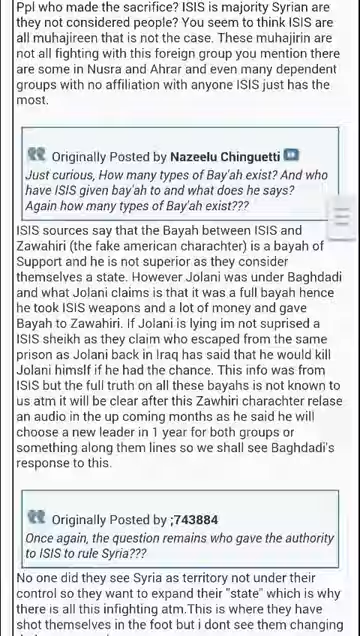 Ppl who made the sacrifice? ISIS is majority Syrian are
they not considered people? You seem to think ISIS are
all muhajireen that is not the case. These muhajirin are
not all fighting with this foreign group you mention there
are some in Nusra and Ahrar and even many dependent
groups with no affiliation with anyone ISIS just has the
most.
Originally Posted by Nazeelu Chinguetti
Just curious, How many types of Bay'ah exist? And who
have ISIS given bay'ah to and what does he says?
Again how many types of Bay'ah exist???
ISIS sources say that the Bayah between ISIS and
Zawahiri (the fake american charachter) is a bayah of
Support and he is not superior as they consider
themselves a state. However Jolani was under Baghdadi
and what Jolani claims is that it was a full bayah hence
he took ISIS weapons and a lot of money and gave
Bayah to Zawahiri. If Jolani is lying im not suprised a
ISIS sheikh as they claim who escaped from the same
prison as Jolani back in Iraq has said that he would kill
Jolani himslf if he had the chance. This info was from
ISIS but the full truth on all these bayahs is not known to
us atm it will be clear after this Zawhiri charachter relase
an audio in the up coming months as he said he will
choose a new leader in 1 year for both groups or
something along them lines so we shall see Baghdadi's
response to this.
Originally Posted by ;743884
Once again, the question remains who gave the authority
to ISIS to rule Syria???
No one did they see Syria as territory not under their
control so they want to expand their "state" which is why
there is all this infighting atm.This is where they have
shot themselves in the foot but i dont see them changing